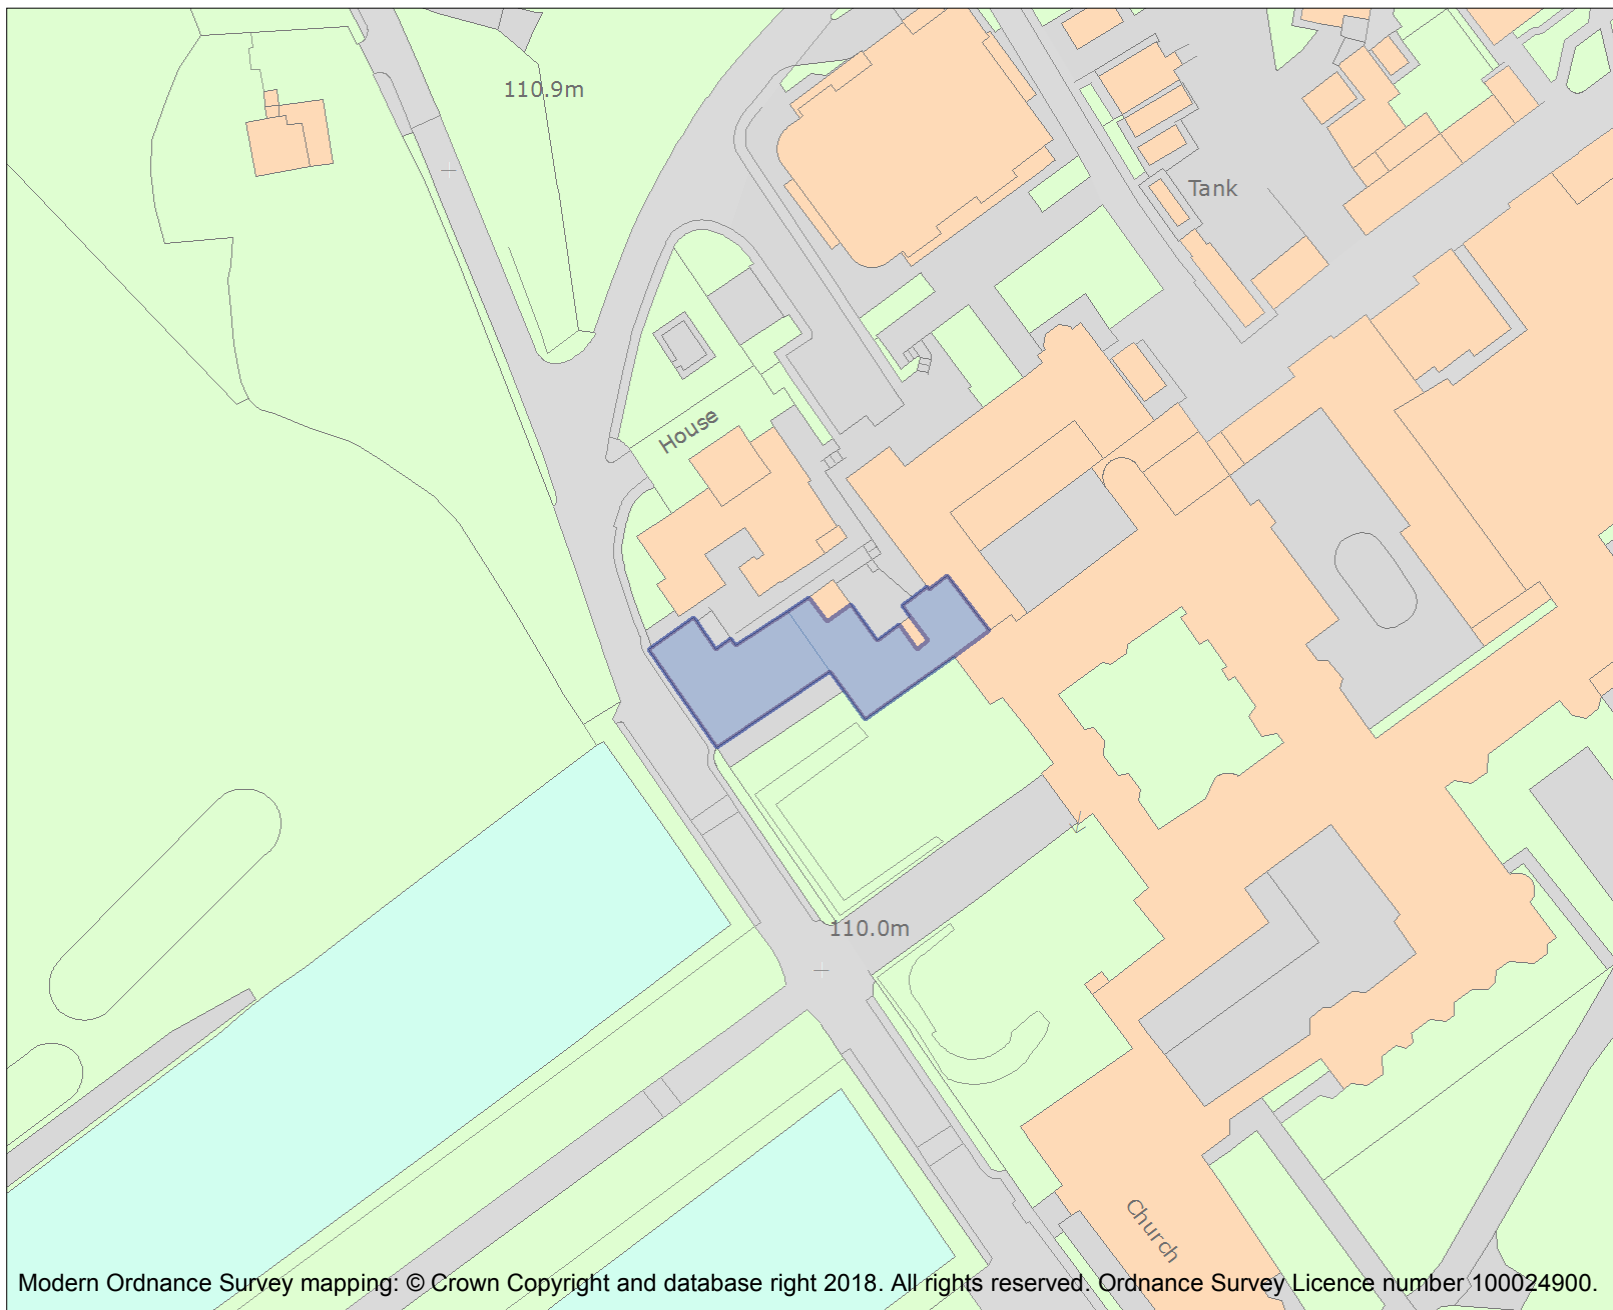 110.9m
Tank
House
110.0m
Church
Modern Ordnance Survey mapping: © Crown Copyright and database right 2018. All rights reserved. Ordnance Survey Licence number 100024900.